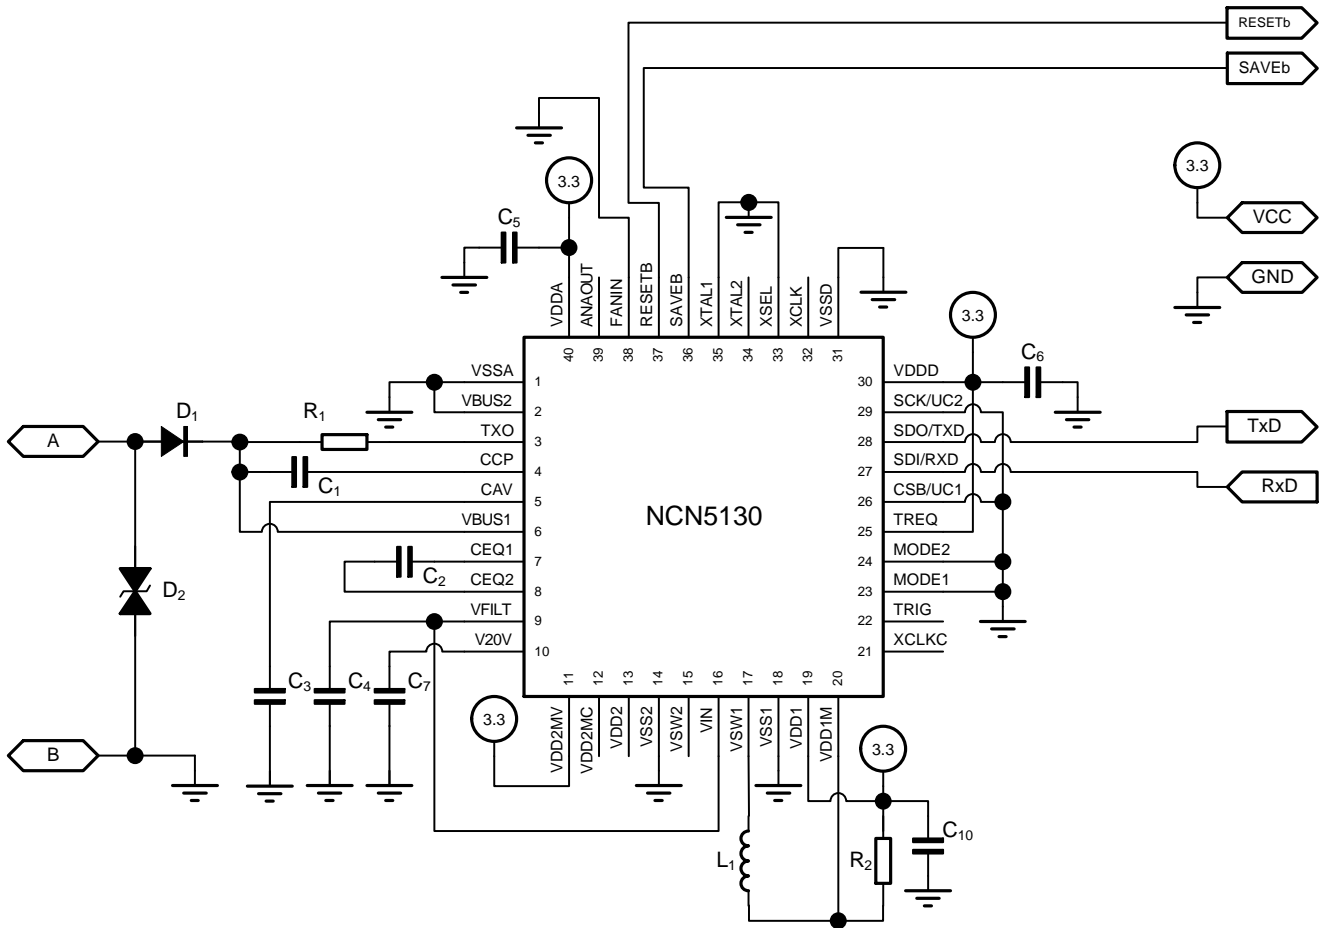 RESETb
SAVEb
3.3
3.3
VCC
GND
C5
VDDA
ANAOUT
FANIN
RESETB
SAVEB
XTAL1
XTAL2
XSEL
XCLK
VSSD
40
39
38
37
36
35
34
33
32
31
3.3
C6
VSSA 1
VBUS2 2
TXO 3
CCP 4
CAV 5
VBUS1 6
CEQ1 7
CEQ2 8
VFILT 9
V20V 10
30 VDDD
29 SCK/UC2
28 SDO/TXD
27 SDI/RXD
26 CSB/UC1
25 TREQ
24 MODE2
23 MODE1
22 TRIG
21 XCLKC
NCN5130
A
D1
R1
C1
C2
D2
B
C3
C4
C7
TxD
RxD
11
12
13
14
15
16
17
18
19
20
VDD2MV
VDD2MC
VDD2
VSS2
VSW2
VIN
VSW1
VSS1
VDD1
VDD1M
3.3
3.3
L1
R2
C10